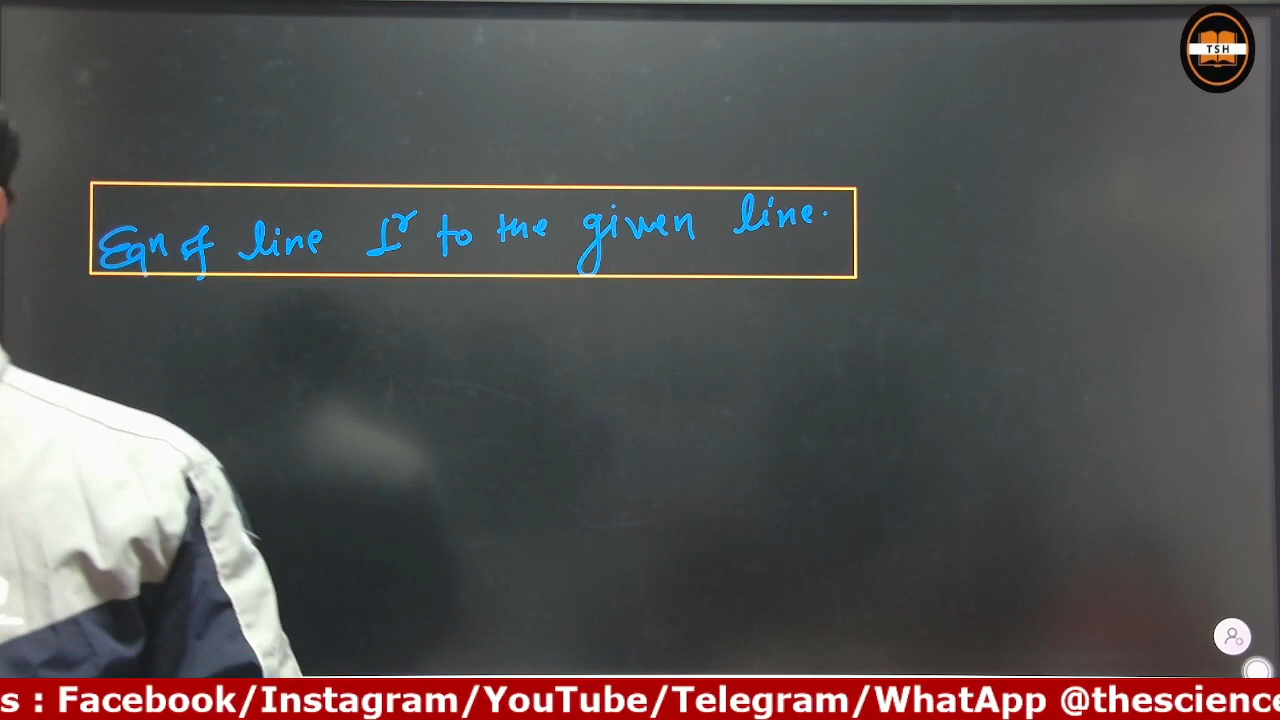 TSH
Eqn of line ⊥r to the given line.
s : Facebook/Instagram/YouTube/Telegram/WhatApp @thescience